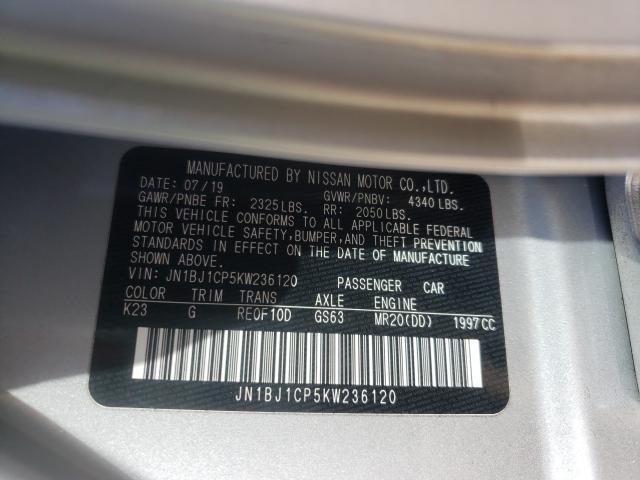 MANUFACTURED BY NISSAN MOTOR CO.,LTD.
DATE: 07/19 GVWR/PNBV: 4340 LBS.
GAWR/PNBE FR: 2325 LBS. RR: 2050 LBS.
THIS VEHICLE CONFORMS TO ALL APPLICABLE FEDERAL
MOTOR VEHICLE SAFETY, BUMPER, AND THEFT PREVENTION
STANDARDS IN EFFECT ON THE DATE OF MANUFACTURE
SHOWN ABOVE.
VIN: JN1BJ1CP5KW236120 PASSENGER CAR
COLOR TRIM TRANS AXLE ENGINE
K23 G REOF10D GS63 MR20(DD) 1997CC
JN1BJ1CP5KW236120